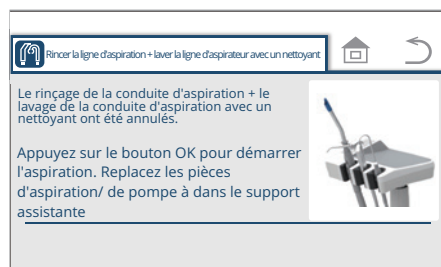 Rincer la ligne d'aspiration + laver la ligne d'aspirateur avec un nettoyant
Le rinçage de la conduite d'aspiration + le
lavage de la conduite d'aspiration avec un
nettoyant ont été annulés.
Appuyez sur le bouton OK pour démarrer
l'aspiration. Replacez les pièces
d'aspiration/ de pompe à dans le support
assistante